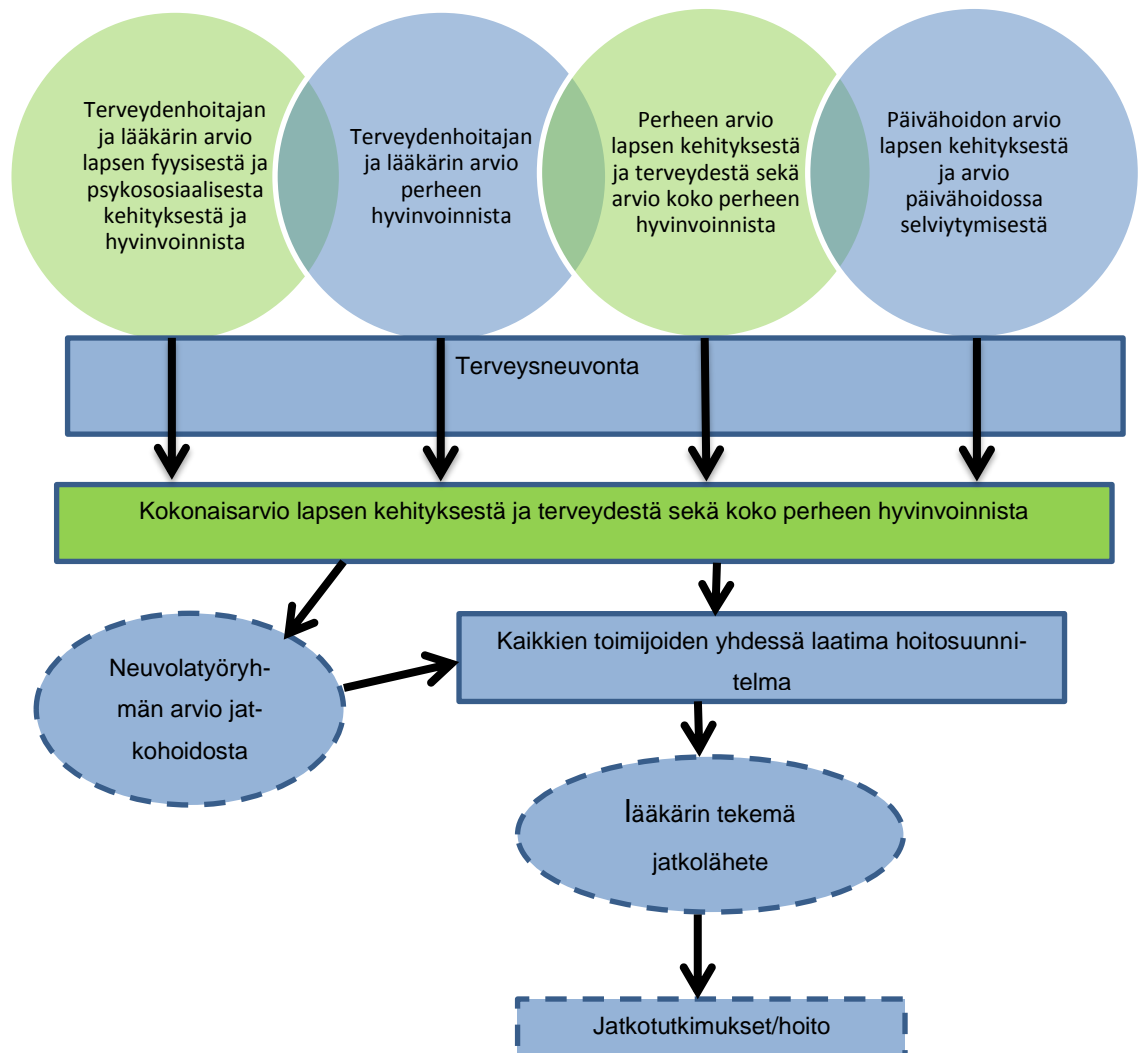 Terveydenhoitajan
ja lääkärin arvio
lapsen fyysisestä ja
psykososiaalisesta
kehityksestä ja
hyvinvoinnista
Terveydenhoitajan
ja lääkärin arvio
perheen
hyvinvoinnista
Perheen arvio
lapsen kehityksestä
ja terveydestä sekä
arvio koko perheen
hyvinvoinnista
Päivähoidon arvio
lapsen kehityksestä
ja arvio
päivähoidossa
selviytymisestä
Terveysneuvonta
Kokonaisarvio lapsen kehityksestä ja terveydestä sekä koko perheen hyvinvoinnista
Neuvolatyöryh-
män arvio jat-
kohoidosta
Kaikkien toimijoiden yhdessä laatima hoitosuunni-
telma
lääkärin tekemä
jatkolähete
Jatkotutkimukset/hoito